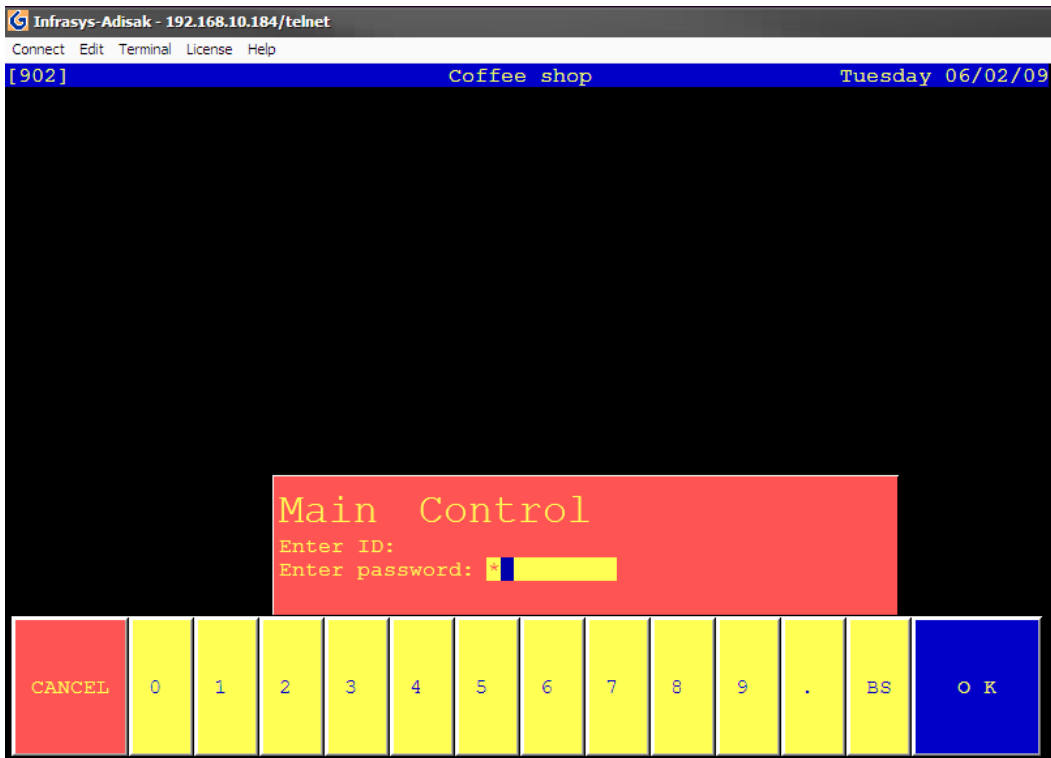 Infrasys-Adisak - 192.168.10.184/telnet
Connect Edit Terminal License Help
[902] Coffee shop Tuesday 06/02/09
Main Control
Enter ID:
Enter password: *
CANCEL 0 1 2 3 4 5 6 7 8 9 . BS O K